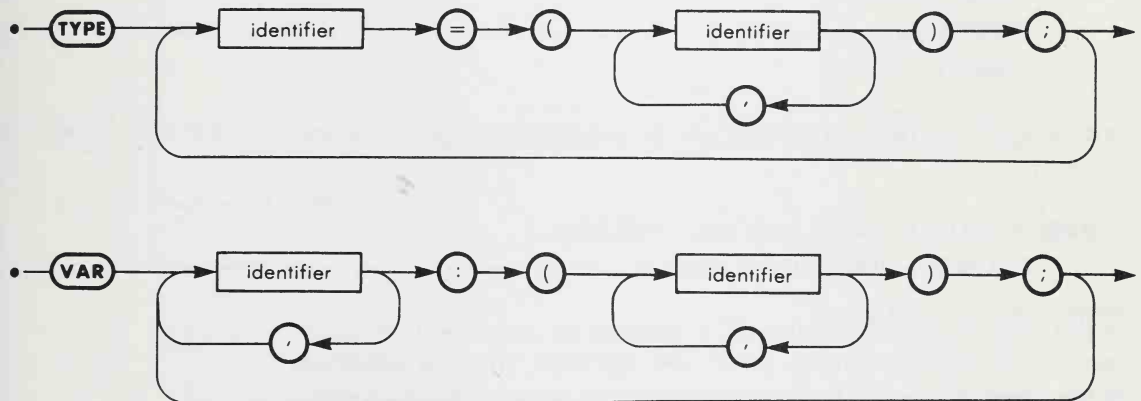 TYPE identifier = ( identifier ) ;
,
VAR identifier : ( identifier ) ;
, ,